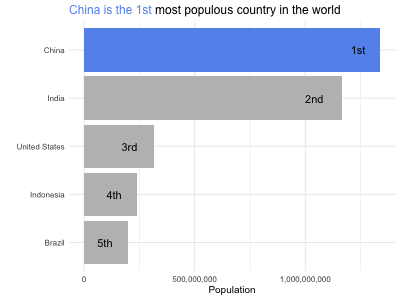 China is the 1st most populous country in the world
China
1st
India
2nd
United States
3rd
Indonesia
4th
Brazil
5th
0
500,000,000
1,000,000,000
Population